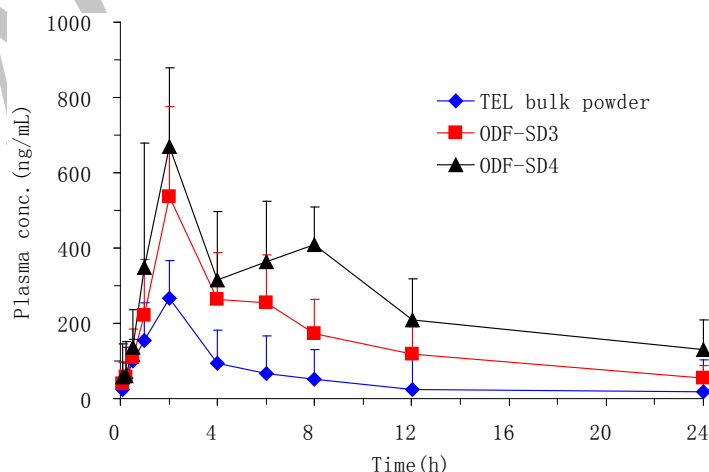 1000
800
600
400
200
0
Plasma conc.(ng/mL)
TEL bulk powder
ODF-SD3
ODF-SD4
0 4 8 12 16 20 24
Time(h)